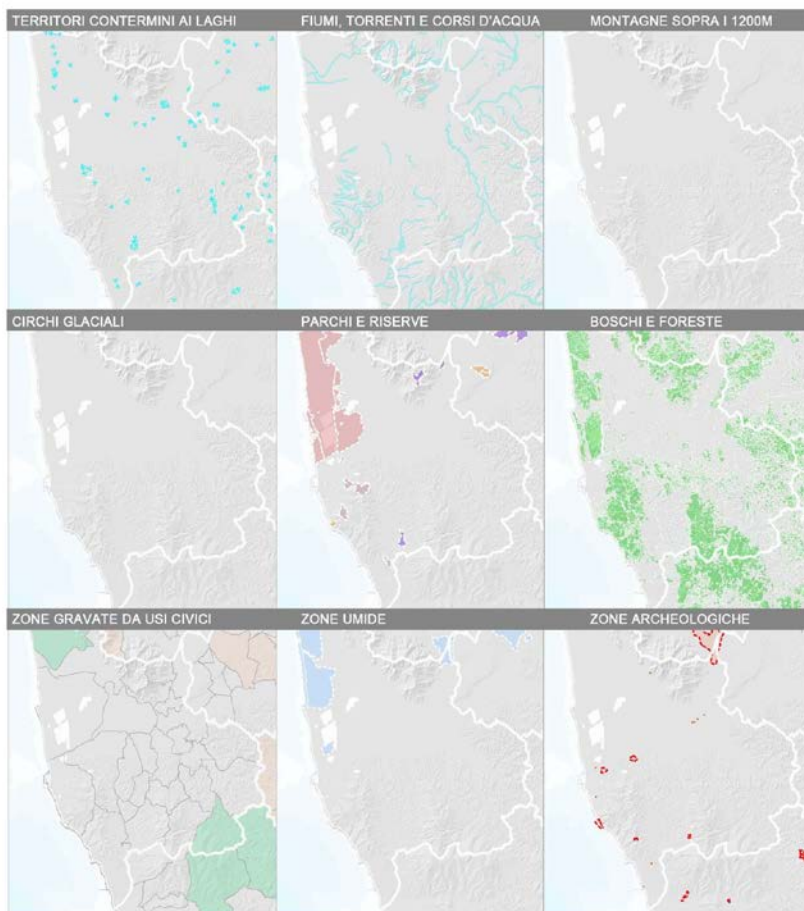 TERRITORI CONTERMINI AI LAGHI
FIUMI, TORRENTI E CORSI D'ACQUA
MONTAGNE SOPRA I 1200M
CIRCHI GLACIALI
PARCHI E RISERVE
BOSCHI E FORESTE
ZONE GRAVATE DA USI CIVICI
ZONE UMIDE
ZONE ARCHEOLOGICHE